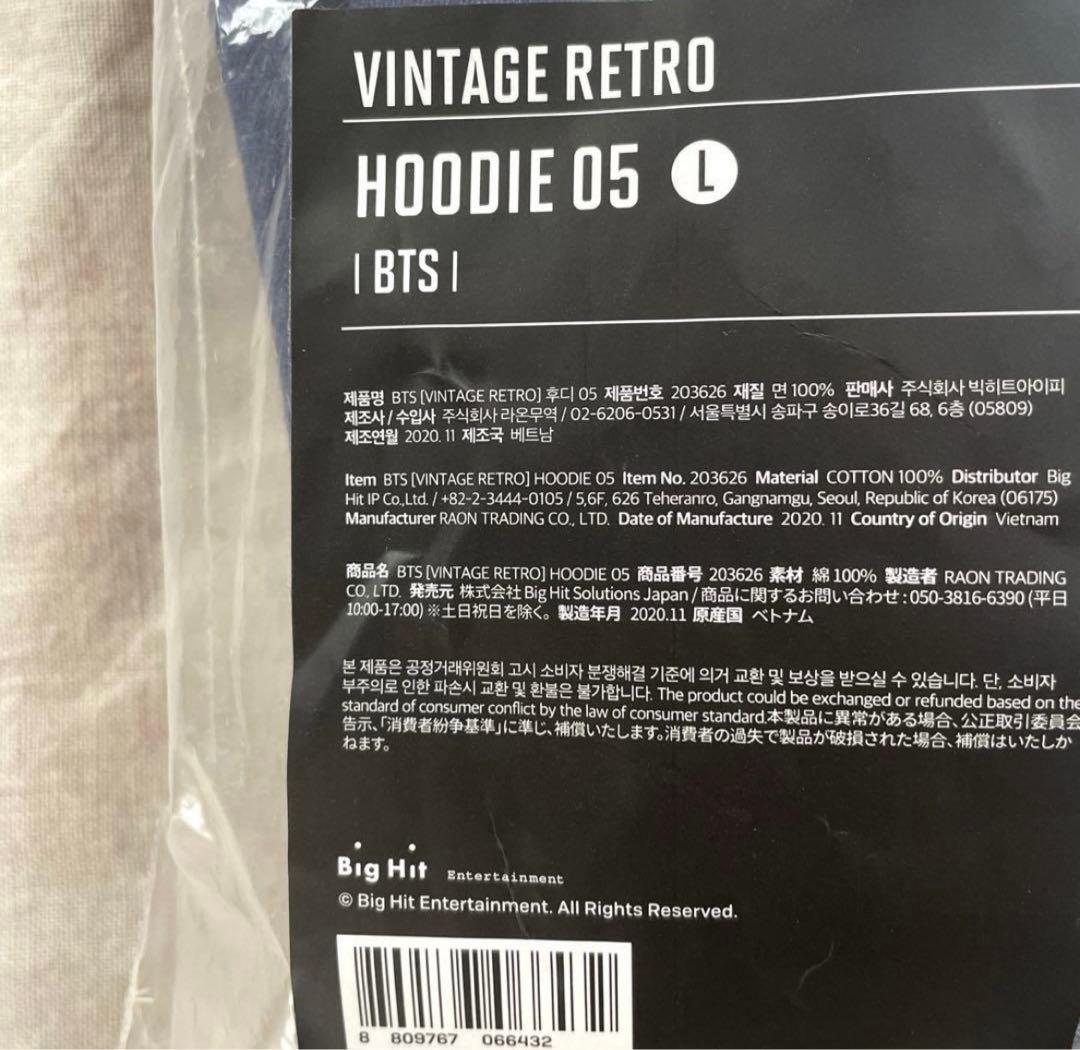 VINTAGE RETRO
HOODIE 05 L
| BTS |
제품명 BTS [VINTAGE RETRO] 후디 05 제품번호 203626 재질 면 100% 판매사 주식회사 빅히트아이피
제조사 / 수입사 주식회사 라온무역 / 02-6206-0531 / 서울특별시 송파구 송이로36길 68, 6층 (05809)
제조연월 2020. 11 제조국 베트남
Item BTS [VINTAGE RETRO] HOODIE 05 Item No. 203626 Material COTTON 100% Distributor Big
Hit IP Co.,Ltd. / +82-2-3444-0105 / 5,6F, 626 Teheranro, Gangnamgu, Seoul, Republic of Korea (06175)
Manufacturer RAON TRADING CO., LTD. Date of Manufacture 2020. 11 Country of Origin Vietnam
商品名 BTS [VINTAGE RETRO] HOODIE 05 商品番号 203626 素材 綿 100% 製造者 RAON TRADING
CO., LTD. 発売元 株式会社 Big Hit Solutions Japan / 商品に関するお問い合わせ : 050-3816-6390 (平日
10:00-17:00) ※土日祝日を除く。 製造年月 2020.11 原産国 ベトナム
본 제품은 공정거래위원회 고시 소비자 분쟁해결 기준에 의거 교환 및 보상을 받으실 수 있습니다. 단, 소비자
부주의로 인한 파손시 교환 및 환불은 불가합니다. The product could be exchanged or refunded based on the
standard of consumer conflict by the law of consumer standard.本製品に異常がある場合、公正取引委員会
告示、「消費者紛争基準」に準じ、補償いたします。消費者の過失で製品が破損された場合、補償はいたしか
ねます。
Big Hit Entertainment
© Big Hit Entertainment. All Rights Reserved.
8 809767 066432